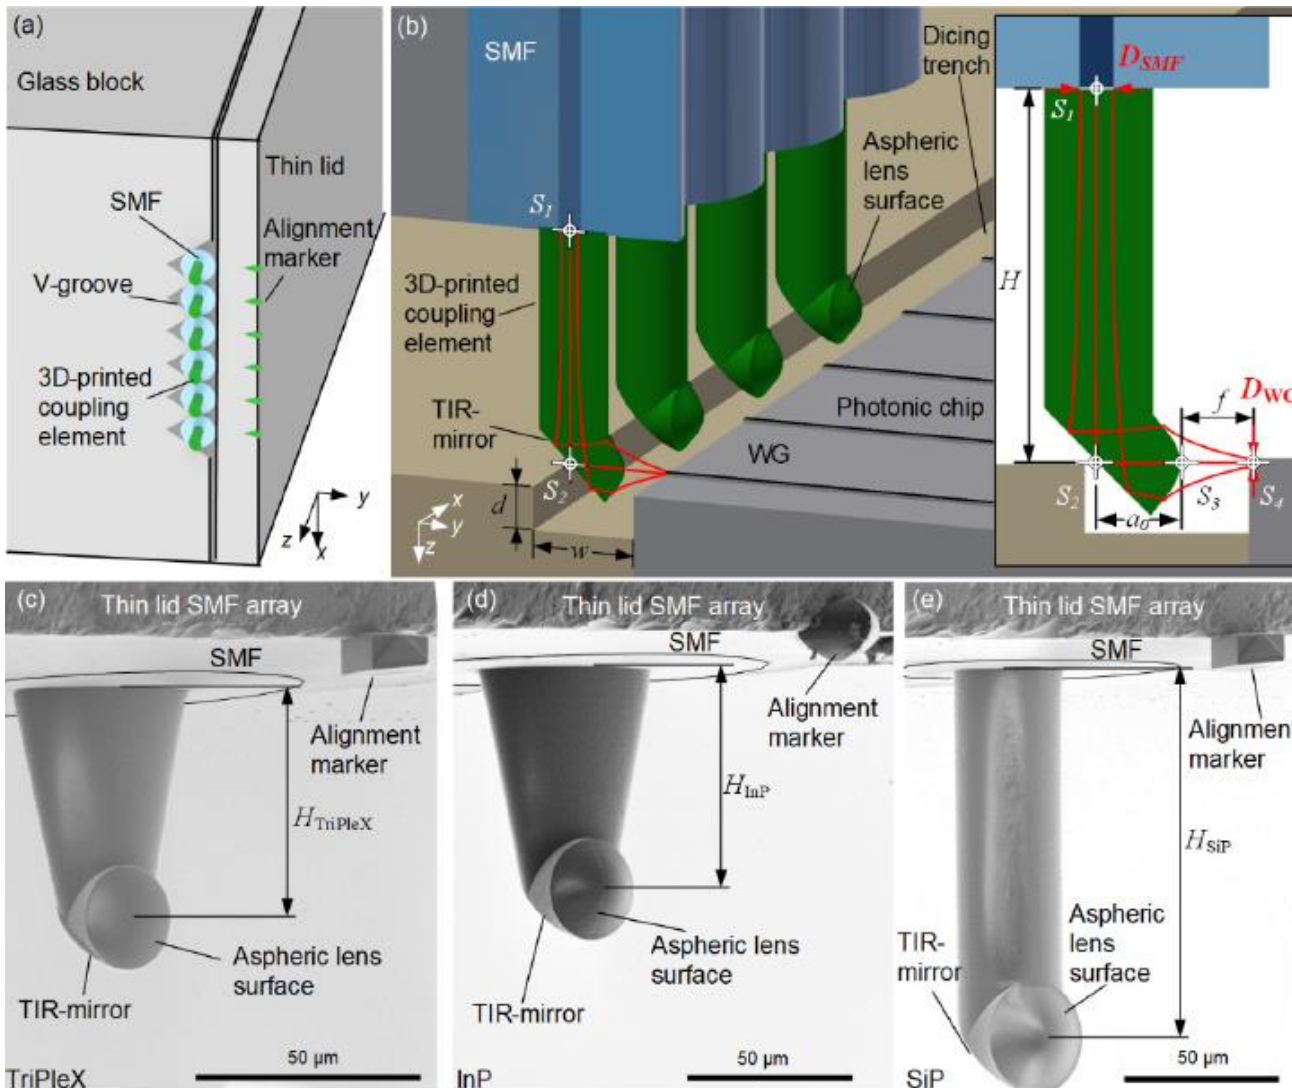 (a)
Glass block
Thin lid
SMF
Alignment
marker
V-groove
3D-printed
coupling
element
y
z
x
(b)
SMF
Dicing
trench
Aspheric
lens
surface
S1
3D-printed
coupling
element
TIR-
mirror
Photonic chip
WG
S2
d
w
x
y
z
DSMF
S1
H
f
DWG
S2
S3
S4
a0
(c)
Thin lid SMF array
SMF
Alignment
marker
HTriPleX
Aspheric lens
surface
TIR-mirror
50 µm
TriPleX
(d)
Thin lid SMF array
SMF
Alignment
marker
HInP
Aspheric lens
surface
TIR-mirror
50 µm
InP
(e)
Thin lid SMF array
SMF
Alignment
marker
HSiP
TIR-
mirror
Aspheric
lens
surface
50 µm
SiP